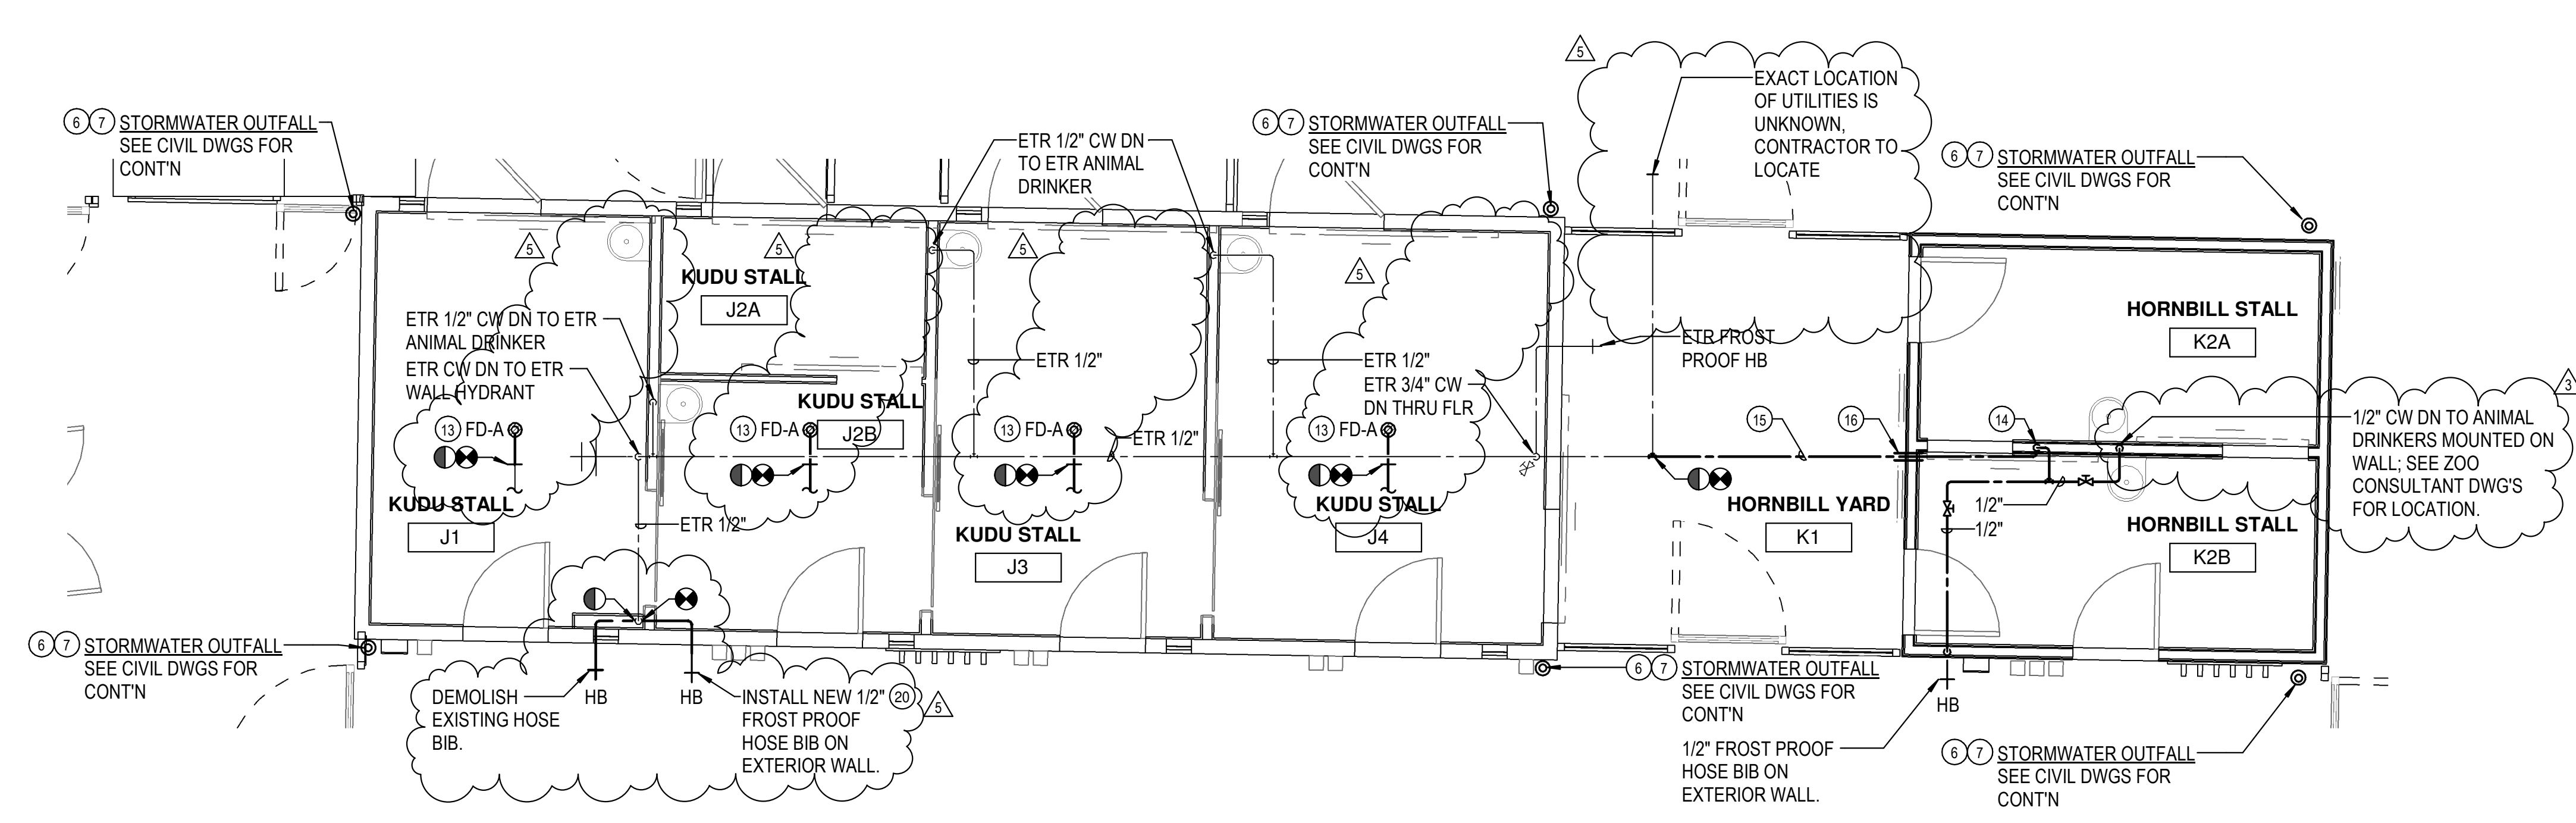 5
EXACT LOCATION
OF UTILITIES IS
UNKNOWN,
CONTRACTOR TO
LOCATE
6 7 STORMWATER OUTFALL
SEE CIVIL DWGS FOR
CONT'N
ETR 1/2" CW DN
TO ETR ANIMAL
DRINKER
6 7 STORMWATER OUTFALL
SEE CIVIL DWGS FOR
CONT'N
6 7 STORMWATER OUTFALL
SEE CIVIL DWGS FOR
CONT'N
5
5
5
5
KUDU STALL
J2A
ETR 1/2" CW DN TO ETR
ANIMAL DRINKER
ETR CW DN TO ETR
WALL HYDRANT
ETR 1/2"
ETR 1/2"
ETR 3/4" CW
DN THRU FLR
ETR FROST
PROOF HB
HORNBILL STALL
K2A
3
KUDU STALL
J2B
13 FD-A
13 FD-A
13 FD-A
ETR 1/2"
13 FD-A
15
16
14
1/2" CW DN TO ANIMAL
DRINKERS MOUNTED ON
WALL; SEE ZOO
CONSULTANT DWG'S
FOR LOCATION.
KUDU STALL
J1
ETR 1/2"
KUDU STALL
J3
KUDU STALL
J4
HORNBILL YARD
K1
1/2"
1/2"
HORNBILL STALL
K2B
6 7 STORMWATER OUTFALL
SEE CIVIL DWGS FOR
CONT'N
DEMOLISH
EXISTING HOSE
BIB.
HB
HB
INSTALL NEW 1/2" 20
FROST PROOF
HOSE BIB ON
EXTERIOR WALL.
5
6 7 STORMWATER OUTFALL
SEE CIVIL DWGS FOR
CONT'N
1/2" FROST PROOF
HOSE BIB ON
EXTERIOR WALL.
HB
6 7 STORMWATER OUTFALL
SEE CIVIL DWGS FOR
CONT'N